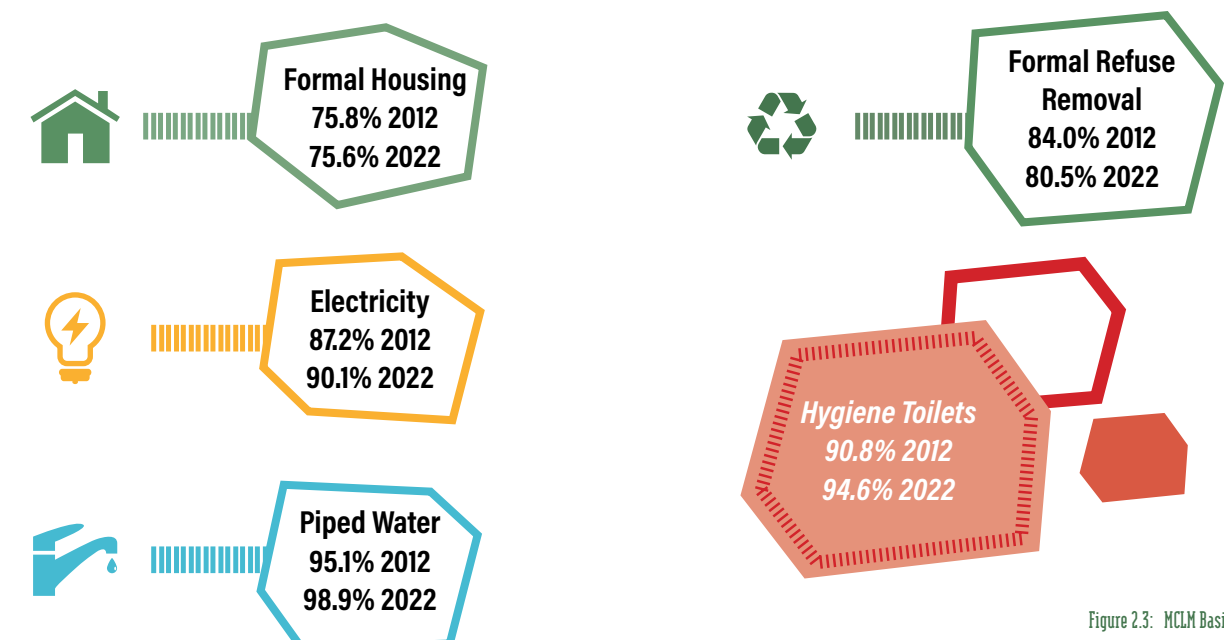 Formal Housing
75.8% 2012
75.6% 2022
Formal Refuse
Removal
84.0% 2012
80.5% 2022
Electricity
87.2% 2012
90.1% 2022
Hygiene Toilets
90.8% 2012
94.6% 2022
Piped Water
95.1% 2012
98.9% 2022
Figure 2.3: MCLM Basi